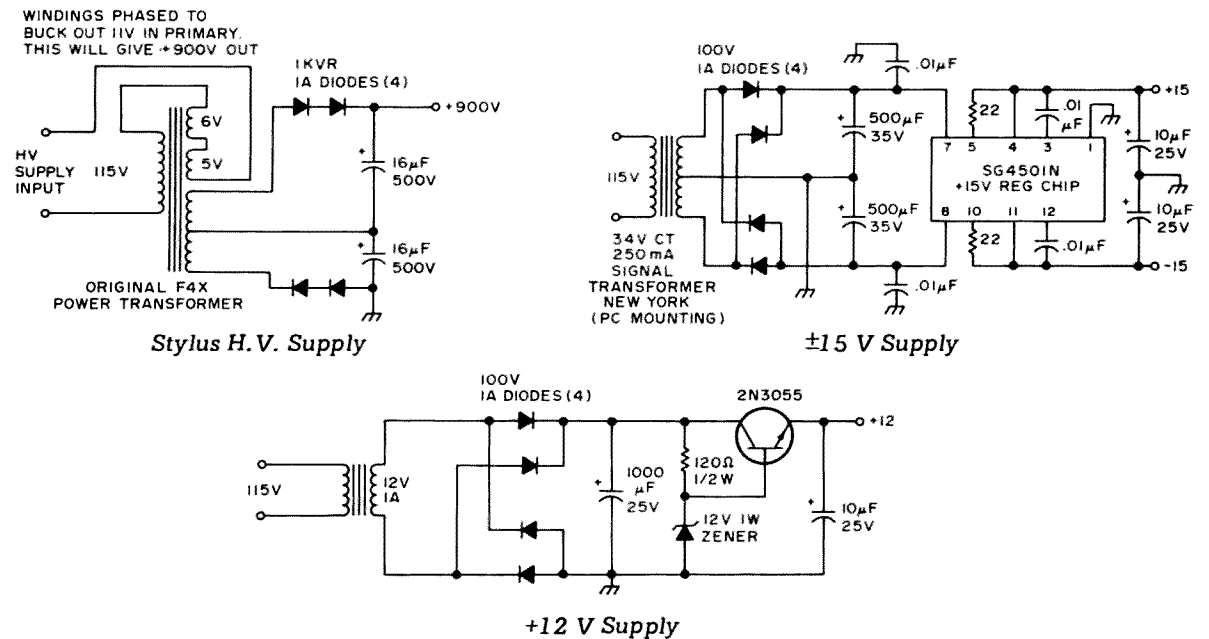 WINDINGS PHASED TO
BUCK OUT 11V IN PRIMARY.
THIS WILL GIVE +900V OUT
1KVR
1A DIODES (4)
+900V
6V
5V
HV
SUPPLY
INPUT
115V
16µF
500V
16µF
500V
ORIGINAL F4X
POWER TRANSFORMER
Stylus H.V. Supply
100V
1A DIODES (4)
.01µF
+15
22
.01
µF
500µF
35V
10µF
25V
7
5
4
3
1
SG4501N
+15V REG CHIP
8
10
11
12
115V
500µF
35V
10µF
25V
22
.01µF
34V CT
250mA
SIGNAL
TRANSFORMER
NEW YORK
(PC MOUNTING)
.01µF
-15
±15 V Supply
100V
1A DIODES (4)
2N3055
+12
115V
12V
1A
1000
µF
25V
120Ω
1/2W
12V 1W
ZENER
10µF
25V
+12 V Supply